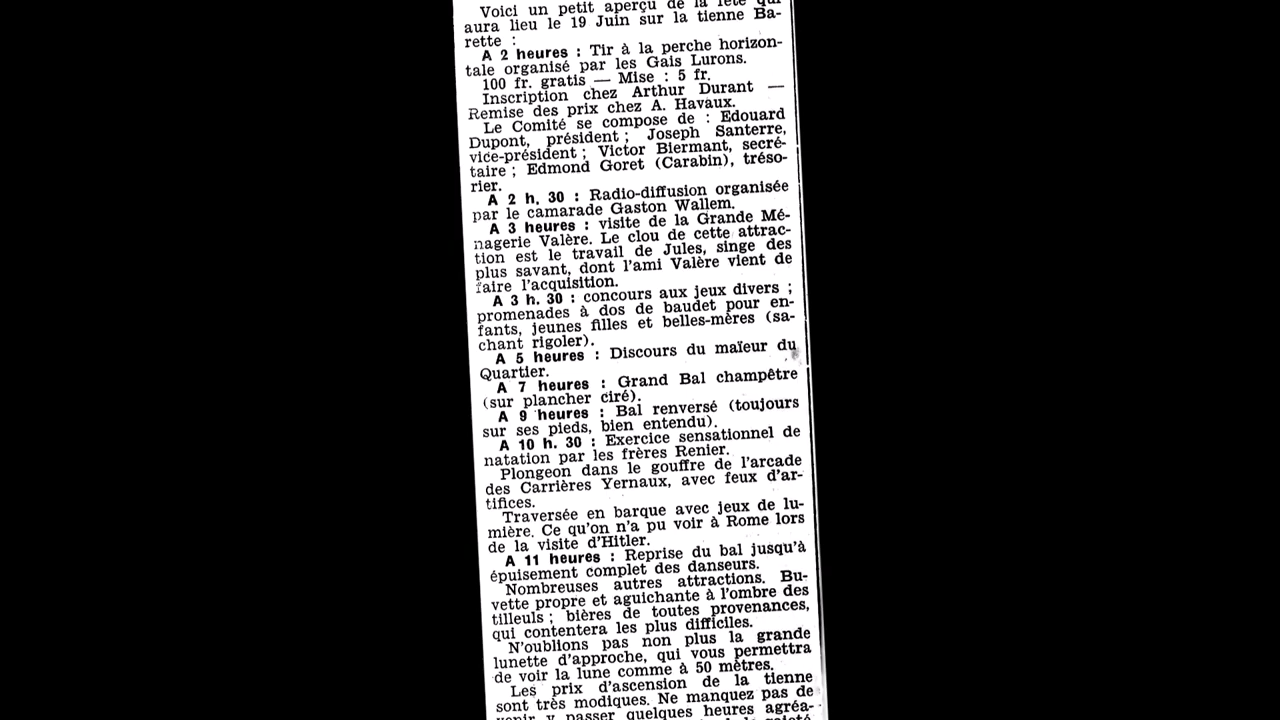 Voici un petit aperçu de la fête qui
aura lieu le 19 Juin sur la tienne Ba-
rette :
A 2 heures : Tir à la perche horizon-
tale organisé par les Gais Lurons.
100 fr. gratis — Mise : 5 fr.
Inscription chez Arthur Durant —
Remise des prix chez A. Havaux.
Le Comité se compose de : Edouard
Dupont, président ; Joseph Santerre,
vice-président ; Victor Biermant, secré-
taire ; Edmond Goret (Carabin), tréso-
rier.
A 2 h. 30 : Radio-diffusion organisée
par le camarade Gaston Wallem.
A 3 heures : visite de la Grande Mé-
nagerie Valère. Le clou de cette attrac-
tion est le travail de Jules, singe des
plus savant, dont l'ami Valère vient de
faire l'acquisition.
A 3 h. 30 : concours aux jeux divers ;
promenades à dos de baudet pour en-
fants, jeunes filles et belles-mères (sa-
chant rigoler).
A 5 heures : Discours du maïeur du
Quartier.
A 7 heures : Grand Bal champêtre
(sur plancher ciré).
A 9 heures : Bal renversé (toujours
sur ses pieds, bien entendu).
A 10 h. 30 : Exercice sensationnel de
natation par les frères Renier.
Plongeon dans le gouffre de l'arcade
des Carrières Yernaux, avec feux d'ar-
tifices.
Traversée en barque avec jeux de lu-
mière. Ce qu'on n'a pu voir à Rome lors
de la visite d'Hitler.
A 11 heures : Reprise du bal jusqu'à
épuisement complet des danseurs.
Nombreuses autres attractions. Bu-
vette propre et aguichante à l'ombre des
tilleuls ; bières de toutes provenances,
qui contentera les plus difficiles.
N'oublions pas non plus la grande
lunette d'approche, qui vous permettra
de voir la lune comme à 50 mètres.
Les prix d'ascension de la tienne
sont très modiques. Ne manquez pas de
venir y passer quelques heures agréa-